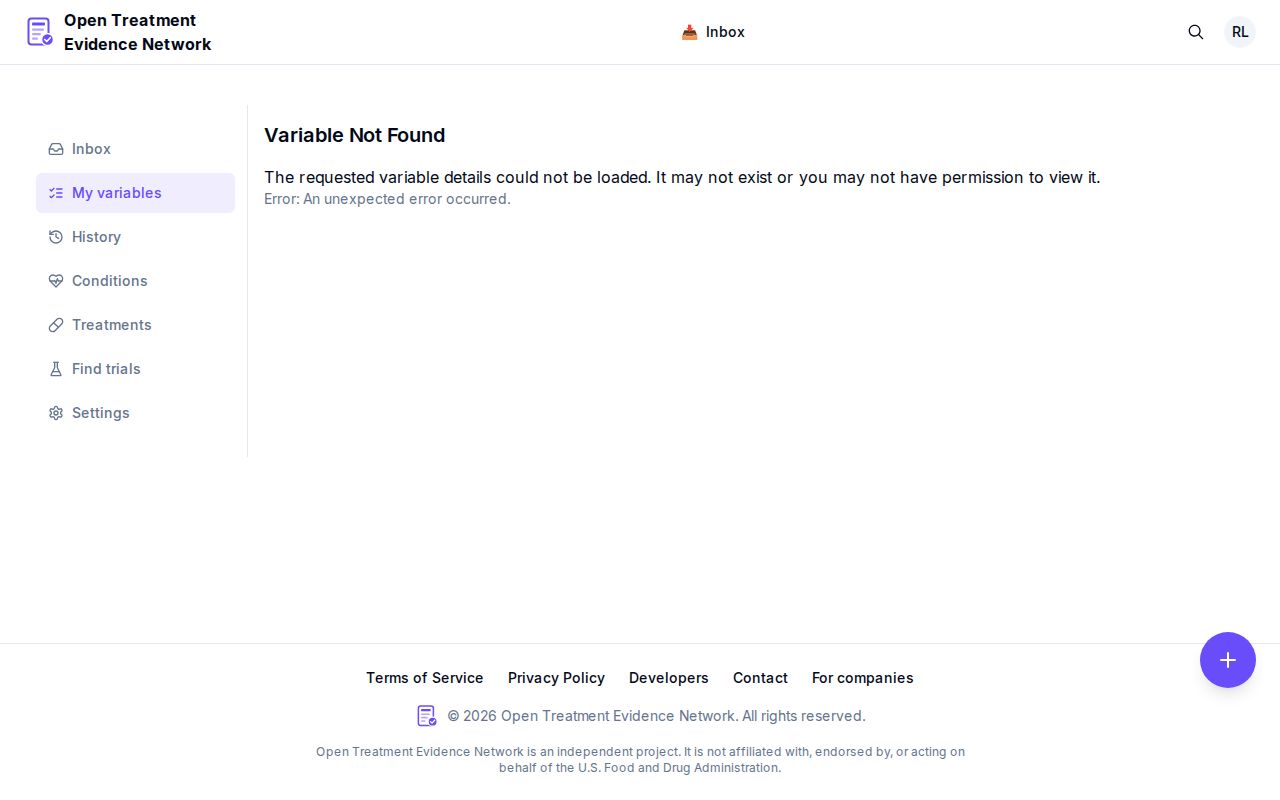 Open Treatment
Evidence Network
Inbox
RL
Inbox
My variables
History
Conditions
Treatments
Find trials
Settings
Variable Not Found
The requested variable details could not be loaded. It may not exist or you may not have permission to view it.
Error: An unexpected error occurred.
Terms of Service
Privacy Policy
Developers
Contact
For companies
© 2026 Open Treatment Evidence Network. All rights reserved.
Open Treatment Evidence Network is an independent project. It is not affiliated with, endorsed by, or acting on
behalf of the U.S. Food and Drug Administration.